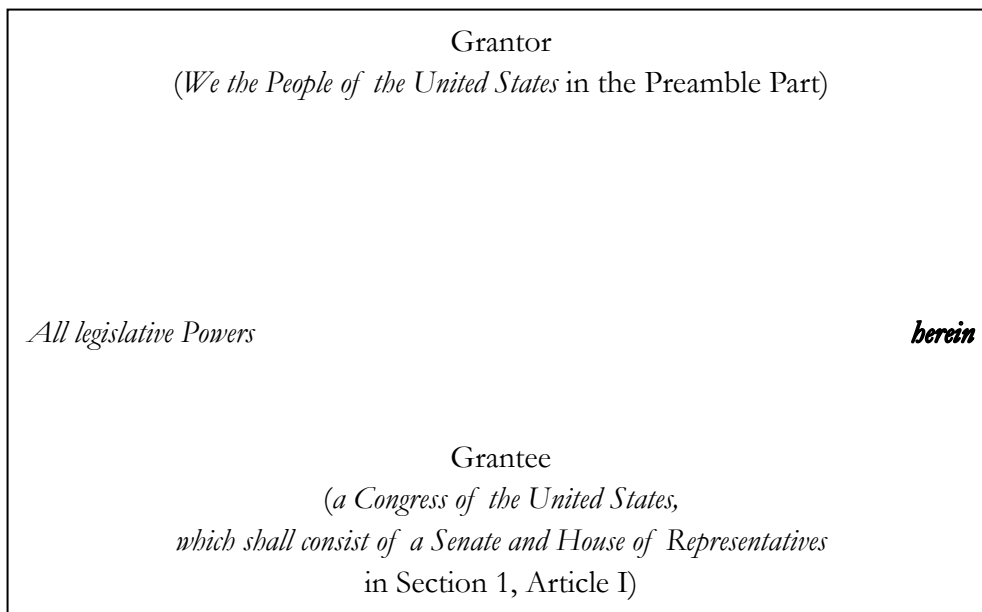 Grantor
(We the People of the United States in the Preamble Part)
All legislative Powers herein
Grantee
(a Congress of the United States,
which shall consist of a Senate and House of Representatives
in Section 1, Article I)